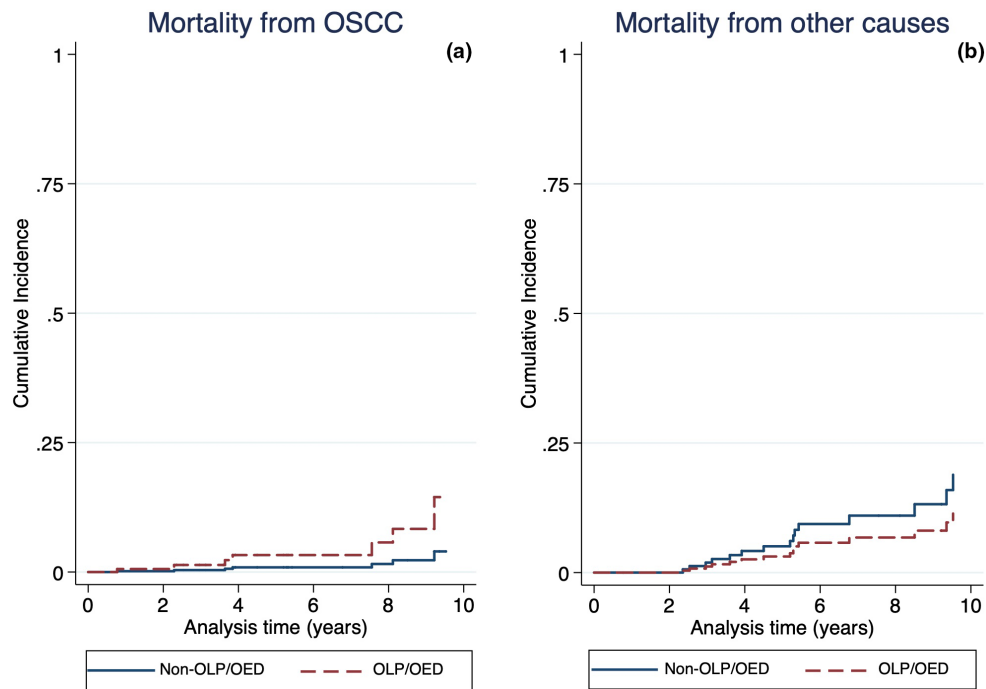 Mortality from OSCC
(a)
1
.75
.5
.25
0
Cumulative Incidence
0 2 4 6 8 10
Analysis time (years)
Non-OLP/OED OLP/OED
Mortality from other causes
(b)
1
.75
.5
.25
0
Cumulative Incidence
0 2 4 6 8 10
Analysis time (years)
Non-OLP/OED OLP/OED